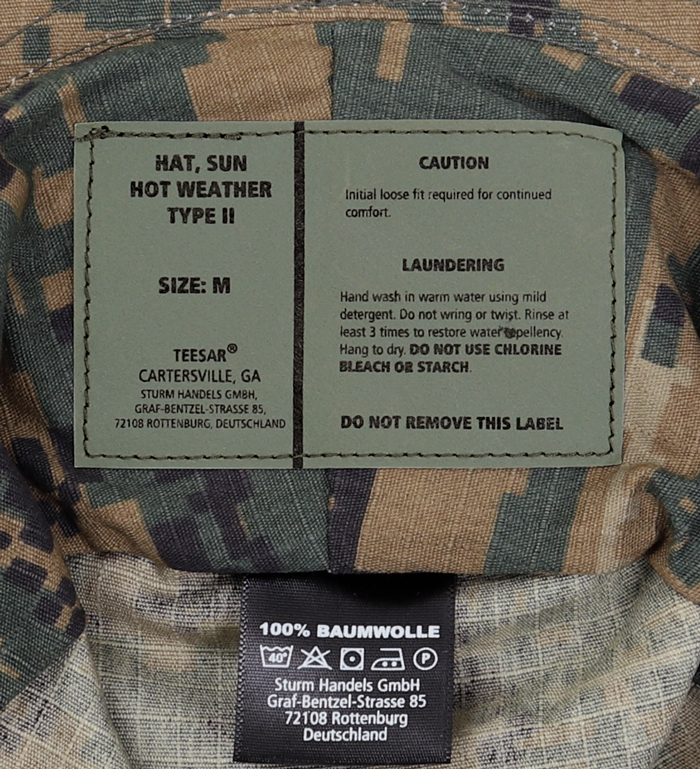 HAT, SUN
HOT WEATHER
TYPE II
SIZE: M
TEESAR®
CARTERSVILLE, GA
STURM HANDELS GMBH,
GRAF-BENTZEL-STRASSE 85,
72108 ROTTENBURG, DEUTSCHLAND
CAUTION
Initial loose fit required for continued
comfort.
LAUNDERING
Hand wash in warm water using mild
detergent. Do not wring or twist. Rinse at
least 3 times to restore water repellency.
Hang to dry. DO NOT USE CHLORINE
BLEACH OR STARCH.
DO NOT REMOVE THIS LABEL
100% BAUMWOLLE
40° P
Sturm Handels GmbH
Graf-Bentzel-Strasse 85
72108 Rottenburg
Deutschland